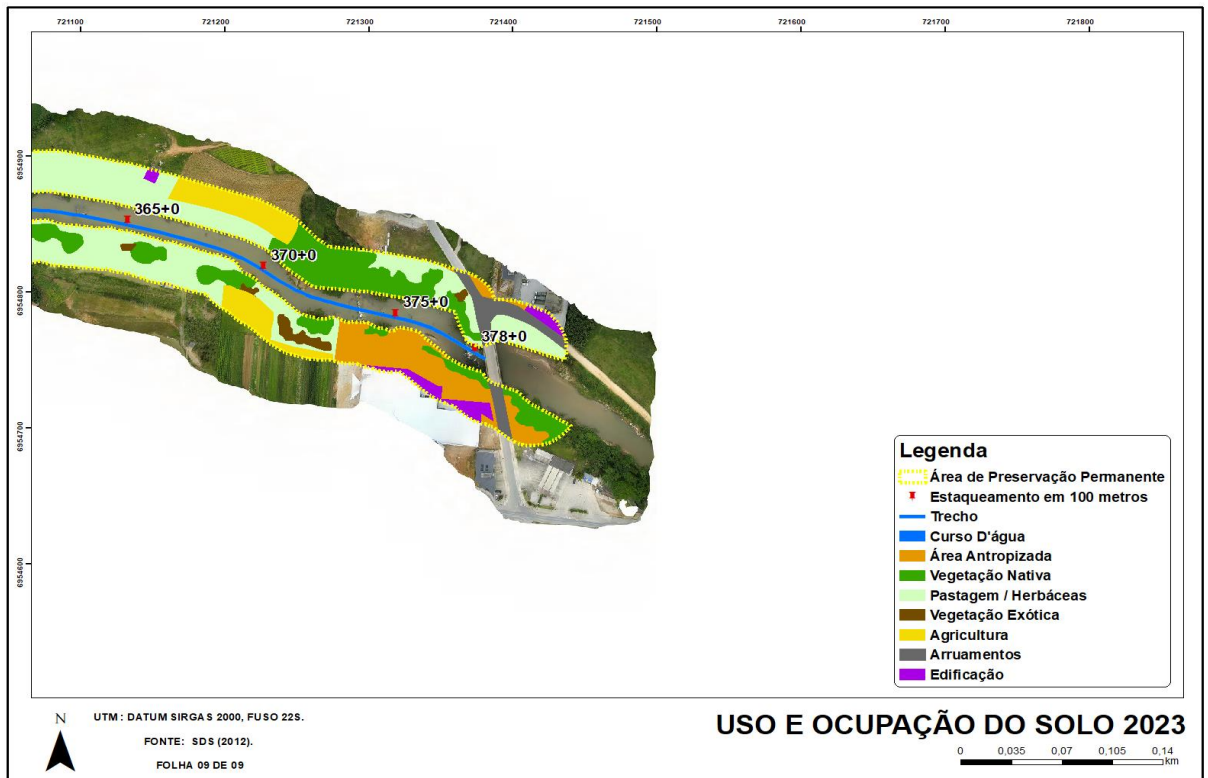 721100 721200 721300 721400 721500 721600 721700 721800
6954900
6954800
6954700
6954600
365+0
370+0
375+0
378+0
Legenda
Área de Preservação Permanente
Estaqueamento em 100 metros
Trecho
Curso D'água
Área Antropizada
Vegetação Nativa
Pastagem / Herbáceas
Vegetação Exótica
Agricultura
Arruamentos
Edificação
N
UTM : DATUM SIRGAS 2000, FUSO 22S.
FONTE: SDS (2012).
FOLHA 09 DE 09
USO E OCUPAÇÃO DO SOLO 2023
0 0,035 0,07 0,105 0,14
km